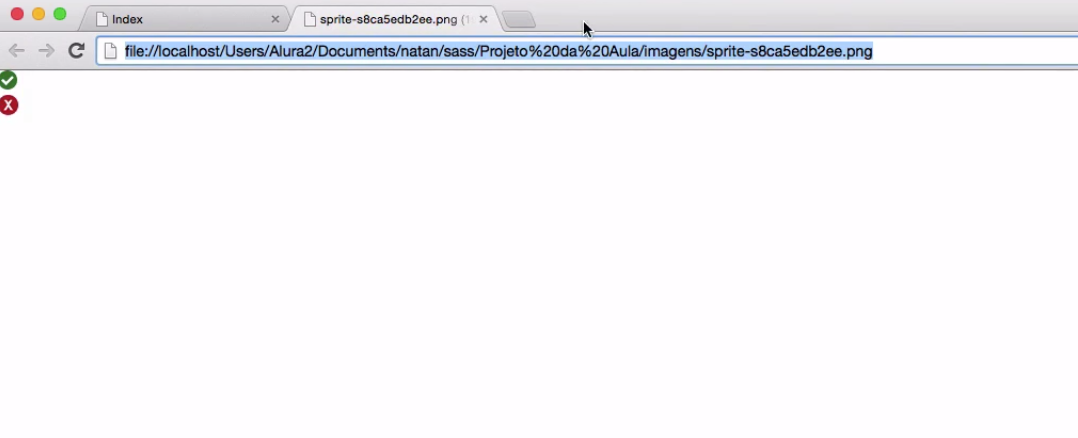 Index
sprite-s8ca5edb2ee.png
file://localhost/Users/Alura2/Documents/natan/sass/Projeto%20da%20Aula/imagens/sprite-s8ca5edb2ee.png
X